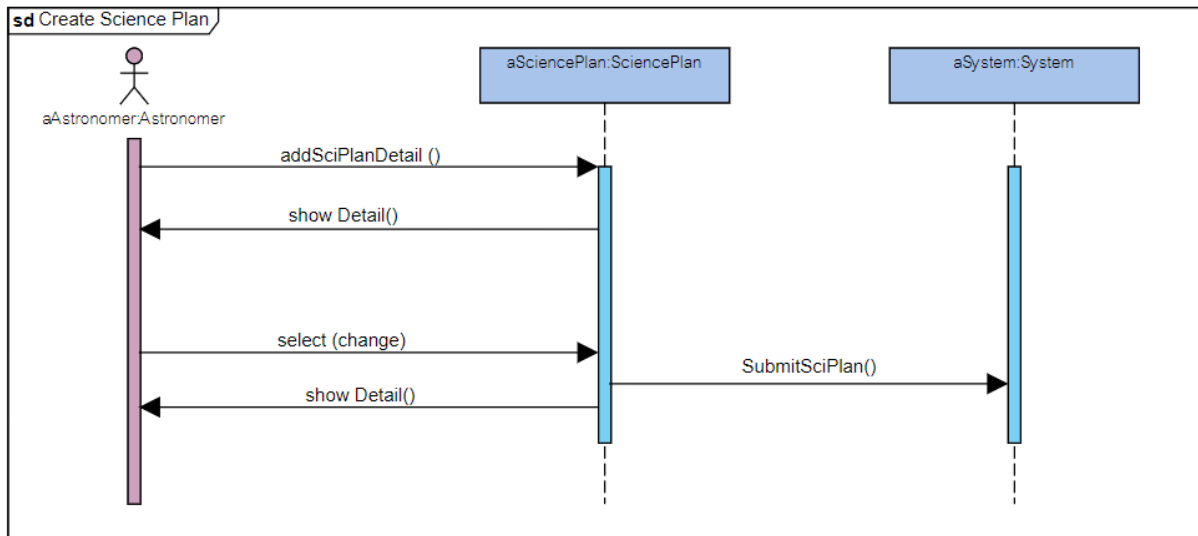 sd Create Science Plan
aAstronomer:Astronomer
aSciencePlan:SciencePlan
aSystem:System
addSciPlanDetail ()
show Detail()
select (change)
SubmitSciPlan()
show Detail()